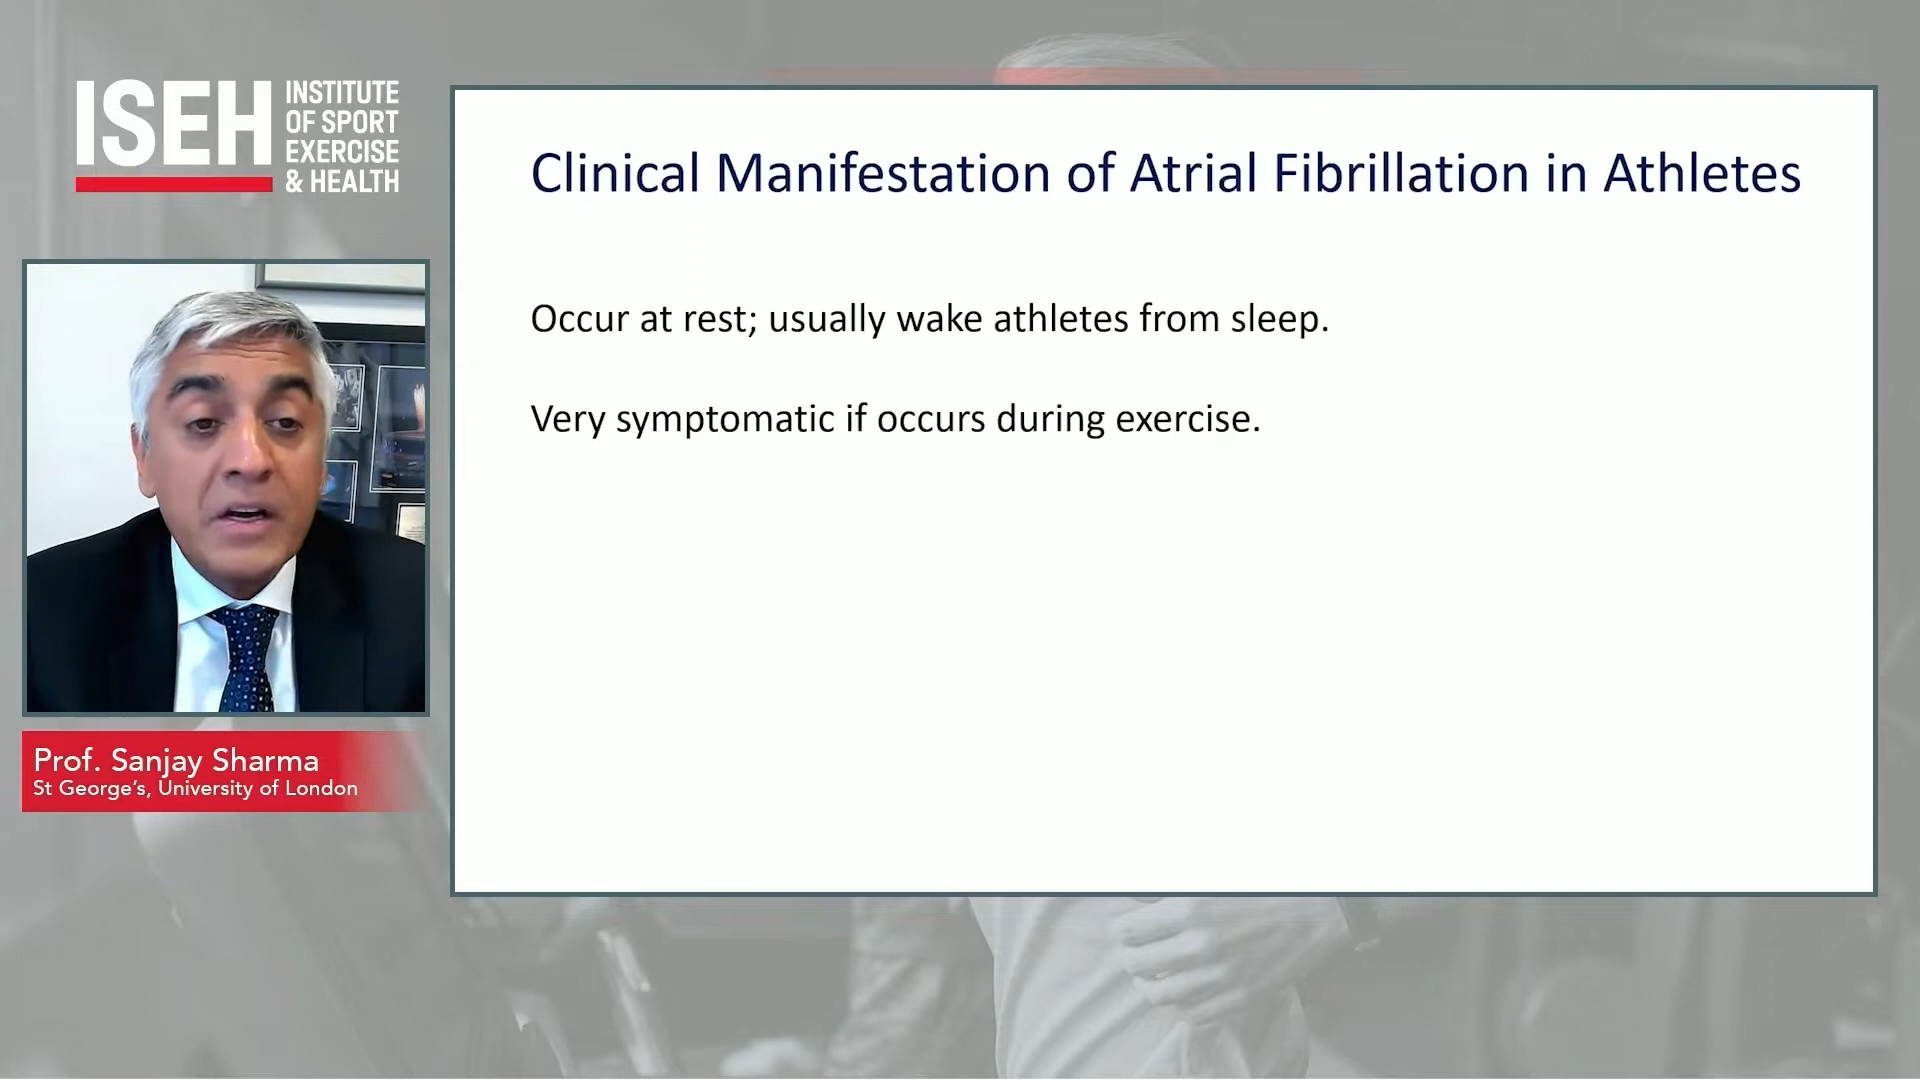 ISEH
INSTITUTE
OF SPORT
EXERCISE
& HEALTH
Clinical Manifestation of Atrial Fibrillation in Athletes
Occur at rest; usually wake athletes from sleep.
Very symptomatic if occurs during exercise.
Prof. Sanjay Sharma
St George’s, University of London